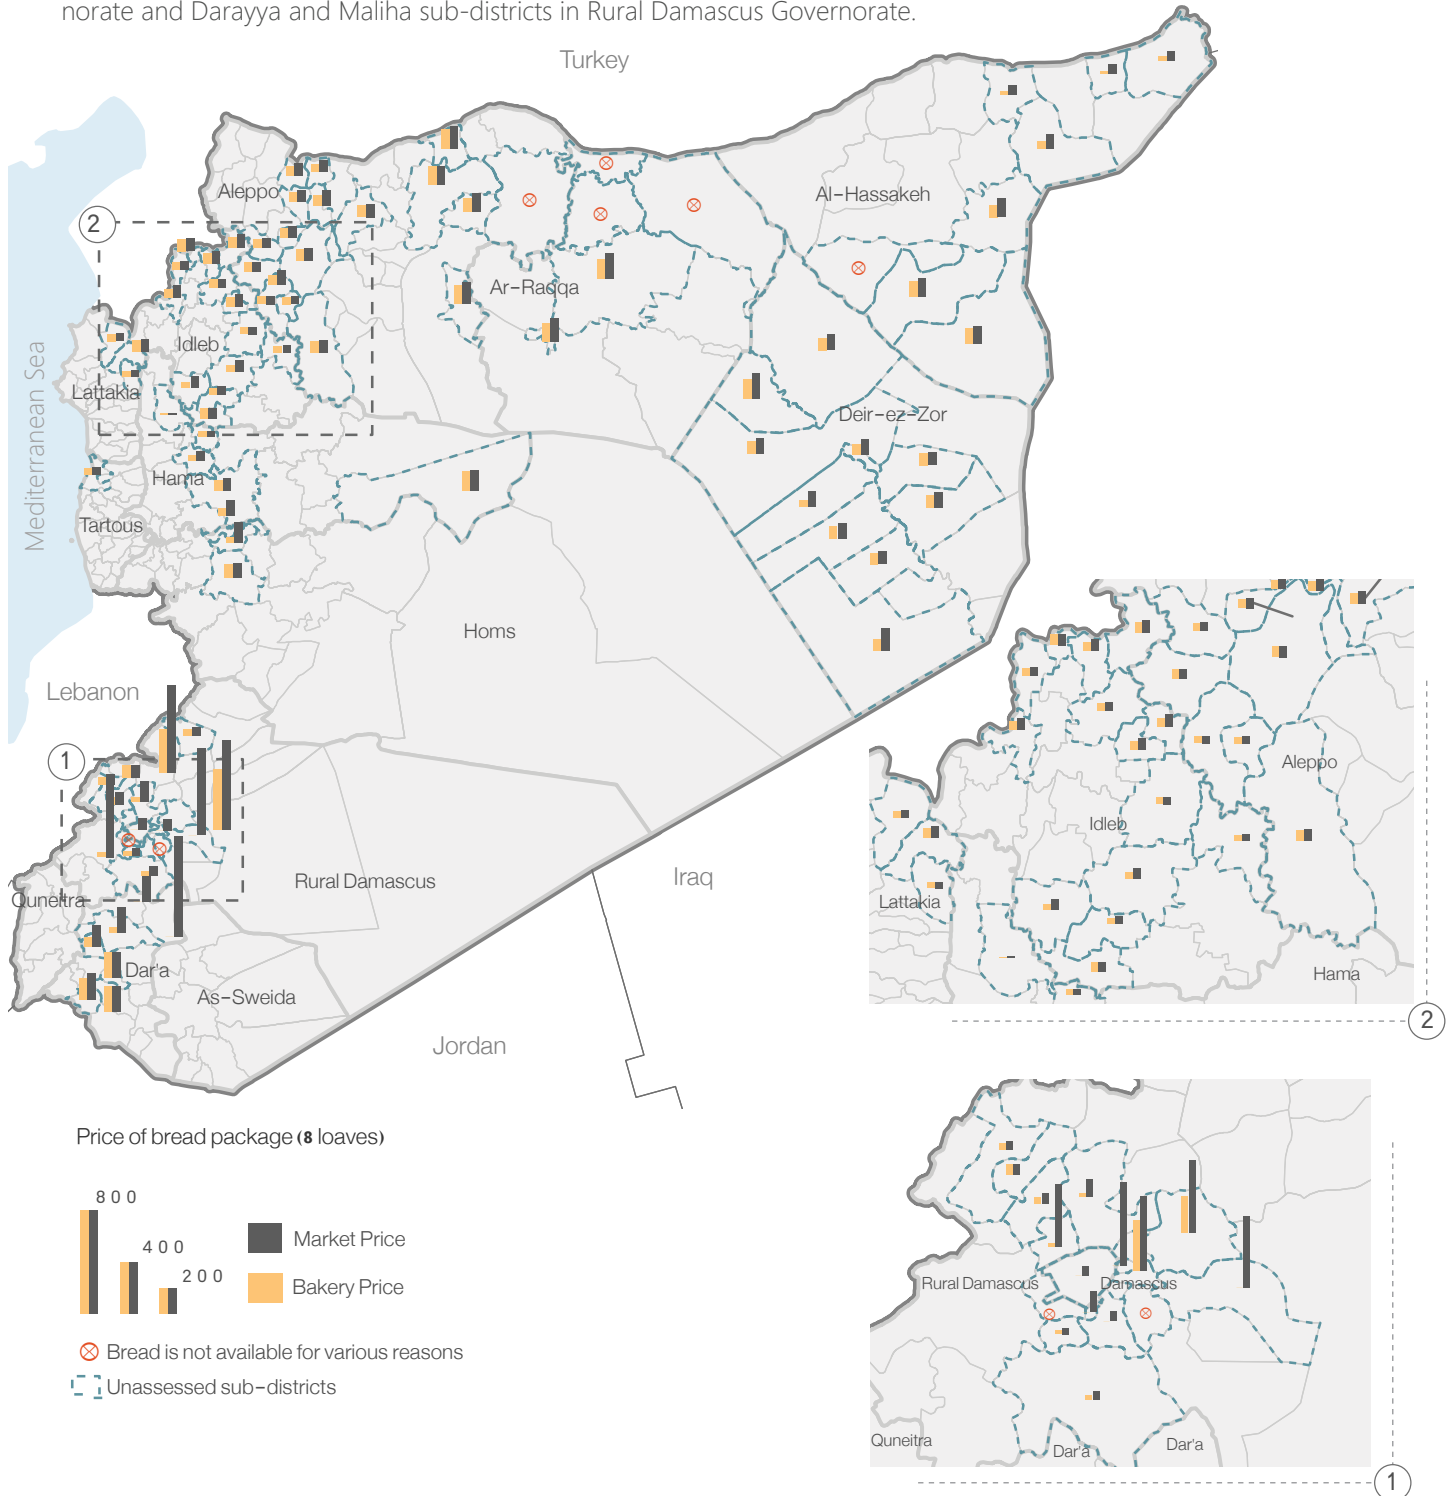 norate and Darayya and Maliha sub-districts in Rural Damascus Governorate.
Turkey
Aleppo
Al-Hassakeh
2
Ar-Raqqa
Idleb
Mediterranean Sea
Lattakia
Deir-ez-Zor
Hama
Tartous
Homs
Lebanon
1
Iraq
Rural Damascus
Quneitra
Dar'a
As-Sweida
Jordan
Aleppo
Idleb
Lattakia
Hama
2
Price of bread package (8 loaves)
800
400
200
Market Price
Bakery Price
Bread is not available for various reasons
Unassessed sub-districts
Rural Damascus
Damascus
Quneitra
Dar'a
Dar'a
1